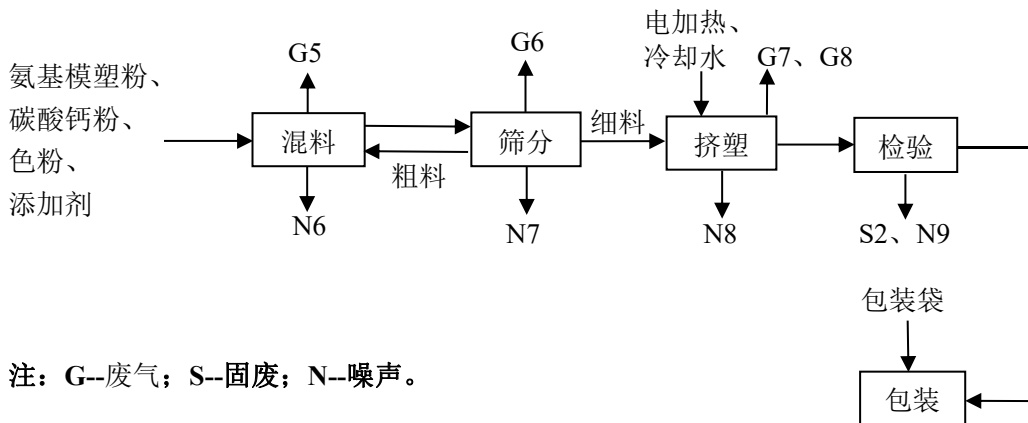 氨基模塑粉、
碳酸钙粉、
色粉、
添加剂
G5
混料
N6
粗料
G6
筛分
N7
细料
电加热、
冷却水
G7、G8
挤塑
N8
检验
S2、N9
包装袋
包装
注：G--废气；S--固废；N--噪声。